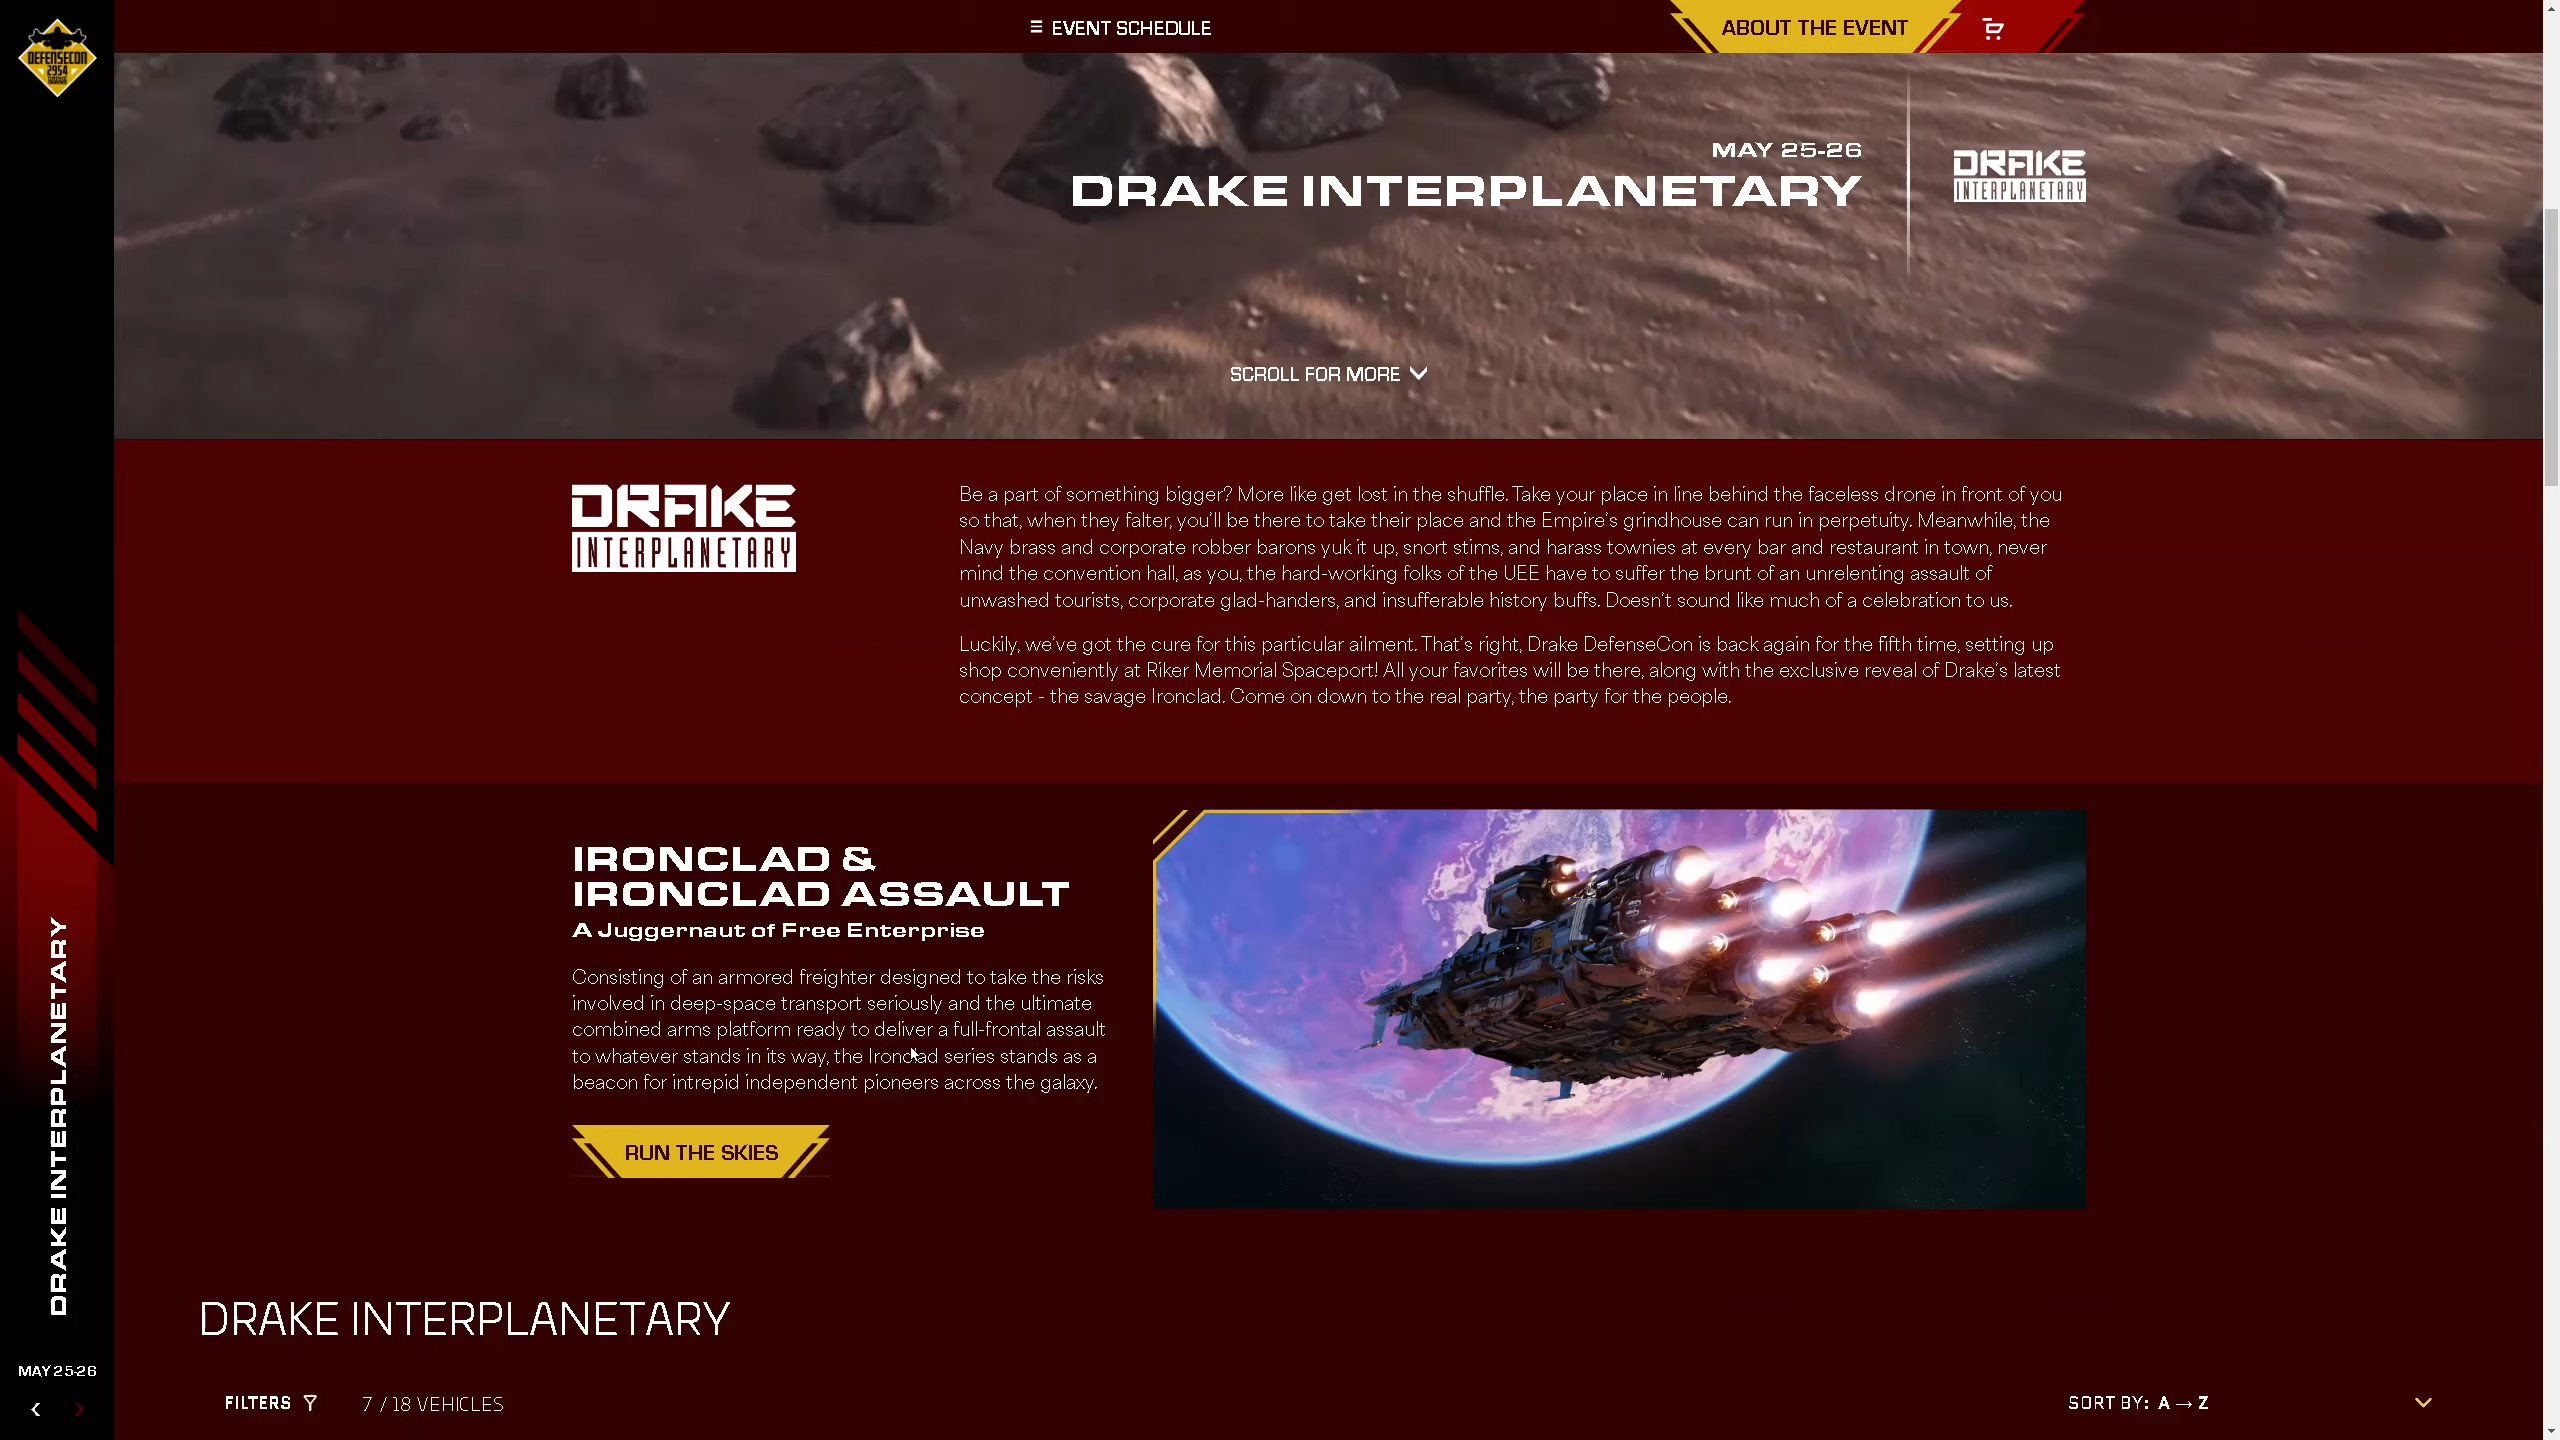 DEFENSECON
2954
EVENT SCHEDULE
ABOUT THE EVENT
MAY 25-26
DRAKE INTERPLANETARY
DRAKE
INTERPLANETARY
SCROLL FOR MORE
DRAKE
INTERPLANETARY
Be a part of something bigger? More like get lost in the shuffle. Take your place in line behind the faceless drone in front of you
so that, when they falter, you'll be there to take their place and the Empire's grindhouse can run in perpetuity. Meanwhile, the
Navy brass and corporate robber barons yuk it up, snort stims, and harass townies at every bar and restaurant in town, never
mind the convention hall, as you, the hard-working folks of the UEE have to suffer the brunt of an unrelenting assault of
unwashed tourists, corporate glad-handers, and insufferable history buffs. Doesn't sound like much of a celebration to us.
Luckily, we've got the cure for this particular ailment. That's right, Drake DefenseCon is back again for the fifth time, setting up
shop conveniently at Riker Memorial Spaceport! All your favorites will be there, along with the exclusive reveal of Drake's latest
concept - the savage Ironclad. Come on down to the real party, the party for the people.
IRONCLAD &
IRONCLAD ASSAULT
A Juggernaut of Free Enterprise
Consisting of an armored freighter designed to take the risks
involved in deep-space transport seriously and the ultimate
combined arms platform ready to deliver a full-frontal assault
to whatever stands in its way, the Ironclad series stands as a
beacon for intrepid independent pioneers across the galaxy.
RUN THE SKIES
DRAKE INTERPLANETARY
MAY 25-26
DRAKE INTERPLANETARY
FILTERS
7 / 18 VEHICLES
SORT BY: A → Z